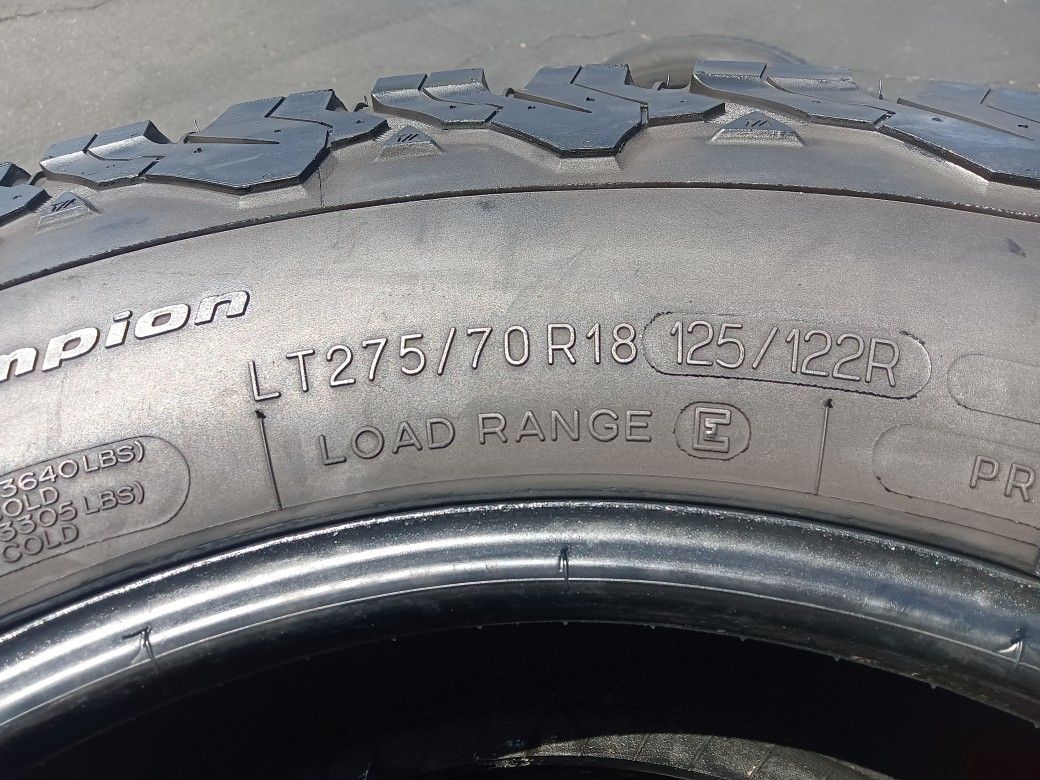 mpion
LT275/70R18 125/122R
LOAD RANGE E
3640 LBS)
OLD
3305 LBS)
COLD
PR